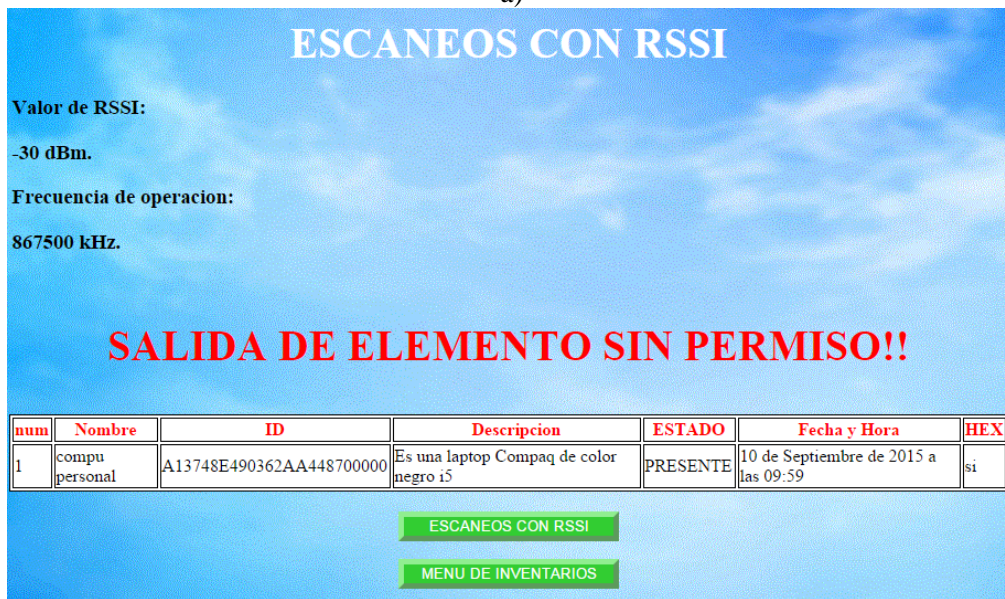 a)
ESCANEOS CON RSSI
Valor de RSSI:
-30 dBm.
Frecuencia de operacion:
867500 kHz.
SALIDA DE ELEMENTO SIN PERMISO!!
num Nombre ID Descripcion ESTADO Fecha y Hora HEX
1 compu personal A13748E490362AA448700000 Es una laptop Compaq de color negro i5 PRESENTE 10 de Septiembre de 2015 a las 09:59 si
ESCANEOS CON RSSI
MENU DE INVENTARIOS